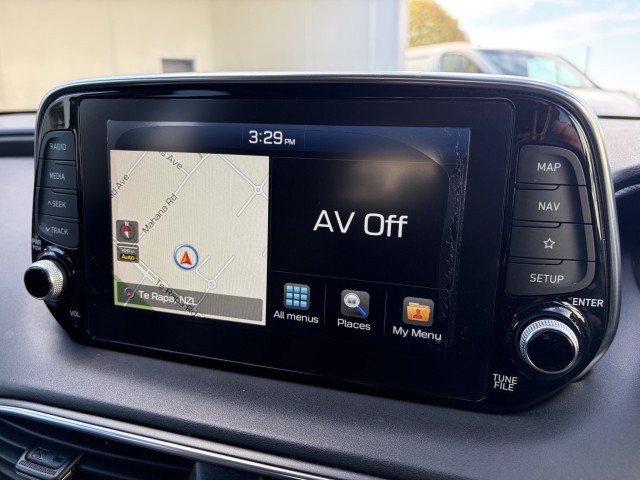 3:29 PM
Ave
Mahana Rd
Auto
Te Rapa, NZL
AV Off
All menus
Places
My Menu
RADIO
MEDIA
SEEK
TRACK
VOL
MAP
NAV
SETUP
ENTER
TUNE
FILE